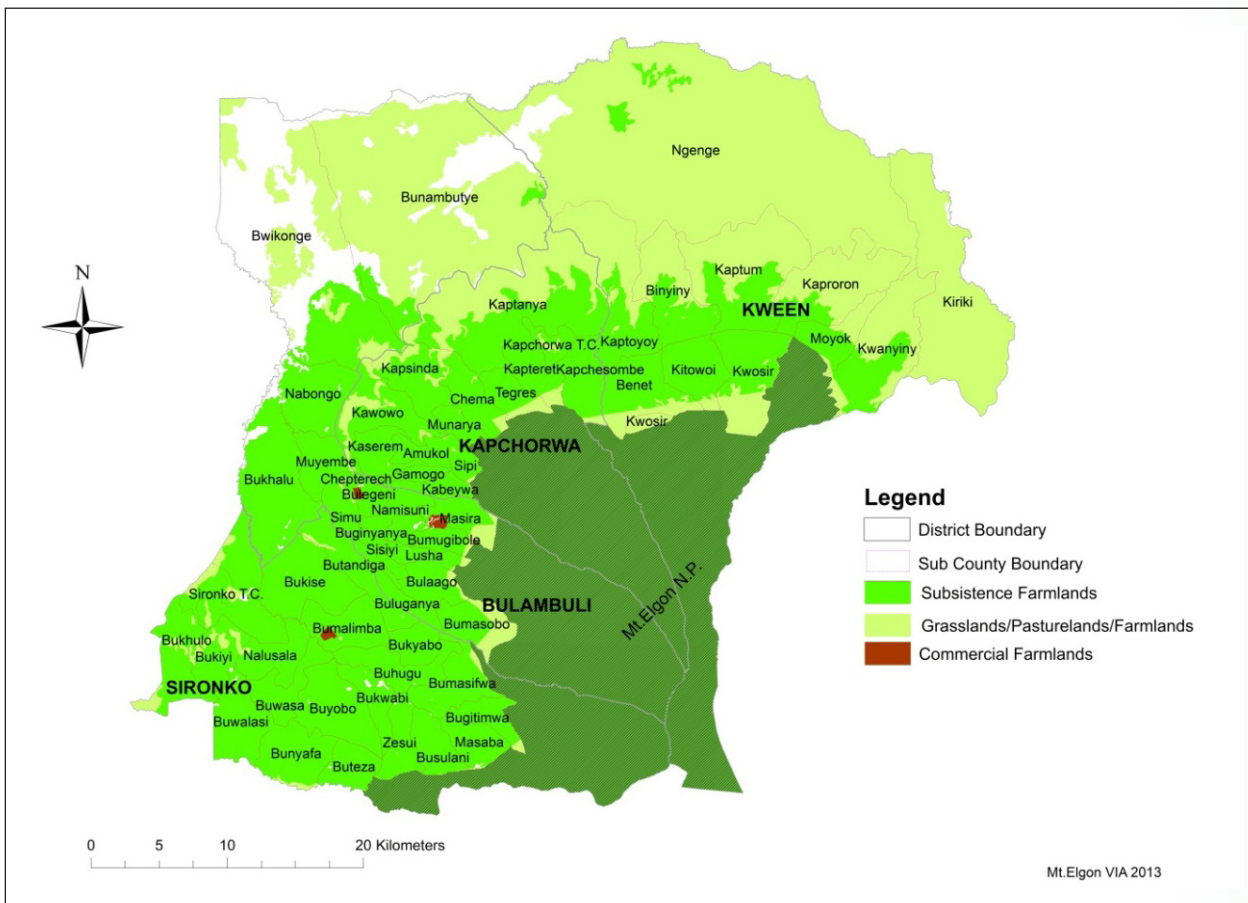 Ngenge
Bunambutye
Bwikonge
N
Kaptum
Kaproron
Binyiny
Kiriki
Kaptanya
KWEEN
Moyok
Kwanyiny
Kapchorwa T.C.
Kaptoyoy
Kapsinda
Kapteret
Kapchesombe
Kitowoi
Kwosir
Benet
Nabongo
Chema
Tegres
Kawowo
Munarya
Kwosir
Kaserem
Amukol
KAPCHORWA
Muyembe
Sipi
Bukhalu
Chepterech
Gamogo
Bulegeni
Kabeywa
Namisuni
Simu
Masira
Buginyanya
Bumugibole
Sisiyi
Lusha
Butandiga
Bukise
Bulaago
Sironko T.C.
Buluganya
BULAMBULI
Mt.Elgon N.P.
Bumasobo
Bumalimba
Bukhulo
Bukyabo
Bukiyi
Nalusala
Buhugu
Bumasifwa
SIRONKO
Bukwabi
Buwasa
Buyobo
Bugitimwa
Buwalasi
Zesui
Masaba
Bunyafa
Busulani
Buteza
Legend
District Boundary
Sub County Boundary
Subsistence Farmlands
Grasslands/Pasturelands/Farmlands
Commercial Farmlands
0 5 10 20 Kilometers
Mt.Elgon VIA 2013